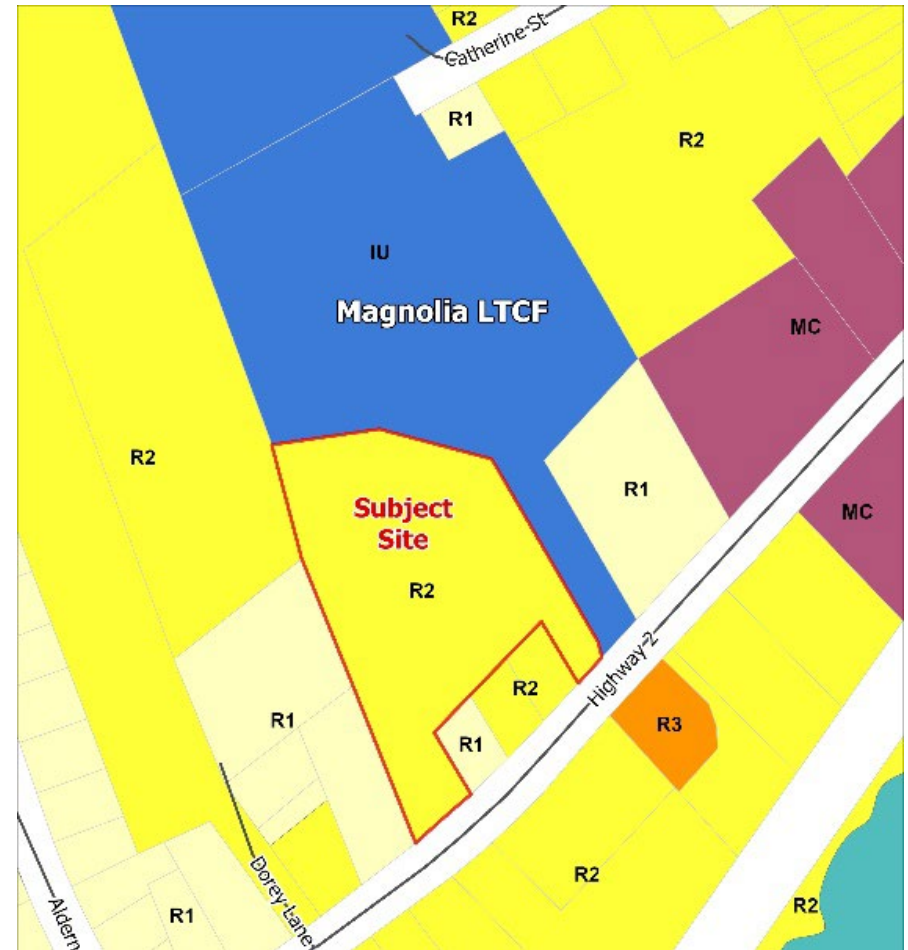 R2
Catherine-St
R1
R2
IU
Magnolia LTCF
MC
R2
R1
Subject
Site
MC
R2
Highway-2
R2
R3
R1
R1
Dorey-Lane
R2
Aldern
R1
R2